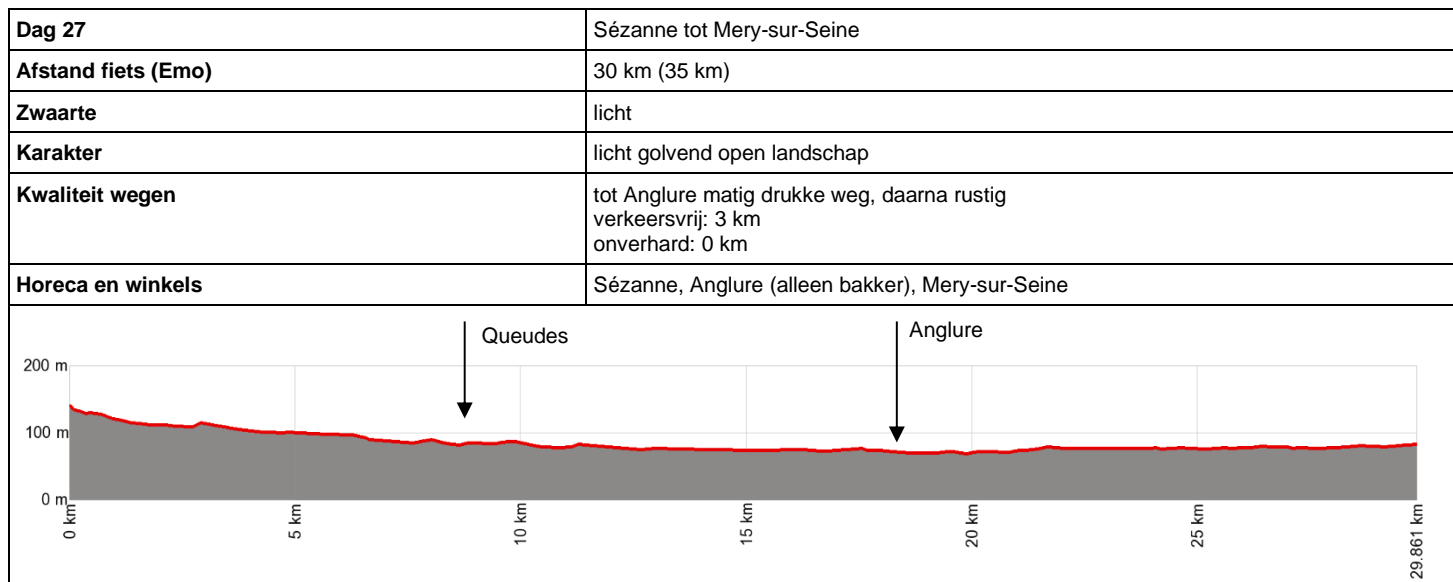 Dag 27 Sézanne tot Mery-sur-Seine
Afstand fiets (Emo) 30 km (35 km)
Zwaarte licht
Karakter licht golvend open landschap
Kwaliteit wegen tot Anglure matig drukke weg, daarna rustig
verkeersvrij: 3 km
onverhard: 0 km
Horeca en winkels Sézanne, Anglure (alleen bakker), Mery-sur-Seine
Queudes Anglure
200 m
100 m
0 m
0 km 5 km 10 km 15 km 20 km 25 km 29.861 km